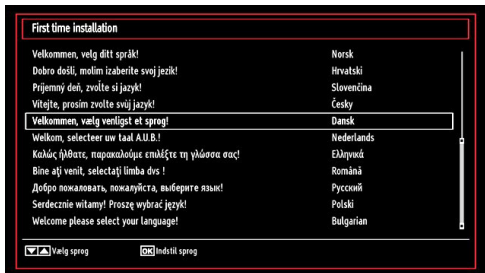 First time installation
Velkommen, velg ditt språk! Norsk
Dobro došli, molim izaberite svoj jezik! Hrvatski
Príjemný deň, zvoľte si jazyk! Slovenčina
Vítejte, prosím zvolte svůj jazyk! Česky
Velkommen, vælg venligst et sprog! Dansk
Welkom, selecteer uw taal A.U.B.! Nederlands
Καλώς ήλθατε, παρακαλούμε επιλέξτε τη γλώσσα σας! Ελληνικά
Bine aţi venit, selectaţi limba dvs ! Română
Добро пожаловать, пожалуйста, выберите язык! Русский
Serdecznie witamy! Proszę wybrać język! Polski
Welcome please select your language! Bulgarian
Vælg sprog OK Indstil sprog